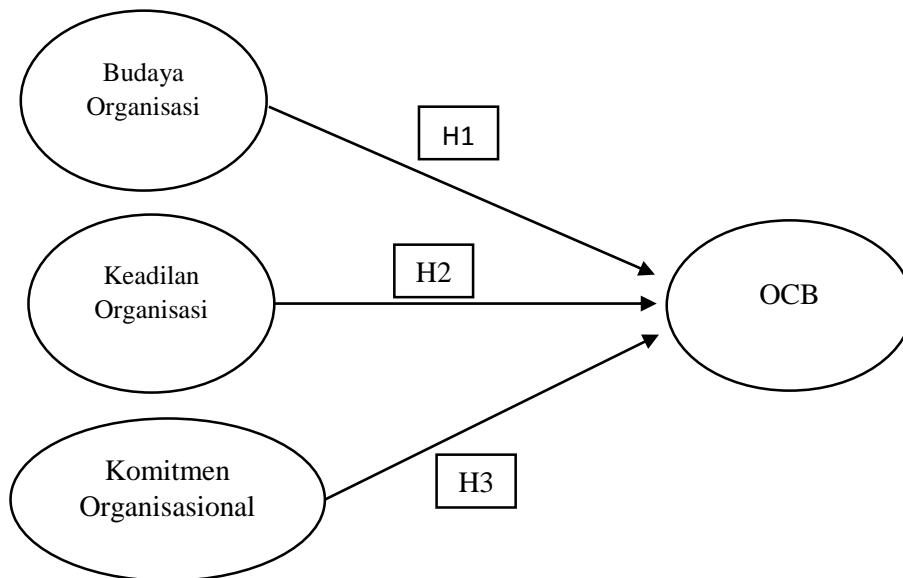 Budaya
Organisasi
H1
Keadilan
Organisasi
H2
OCB
Komitmen
Organisasional
H3